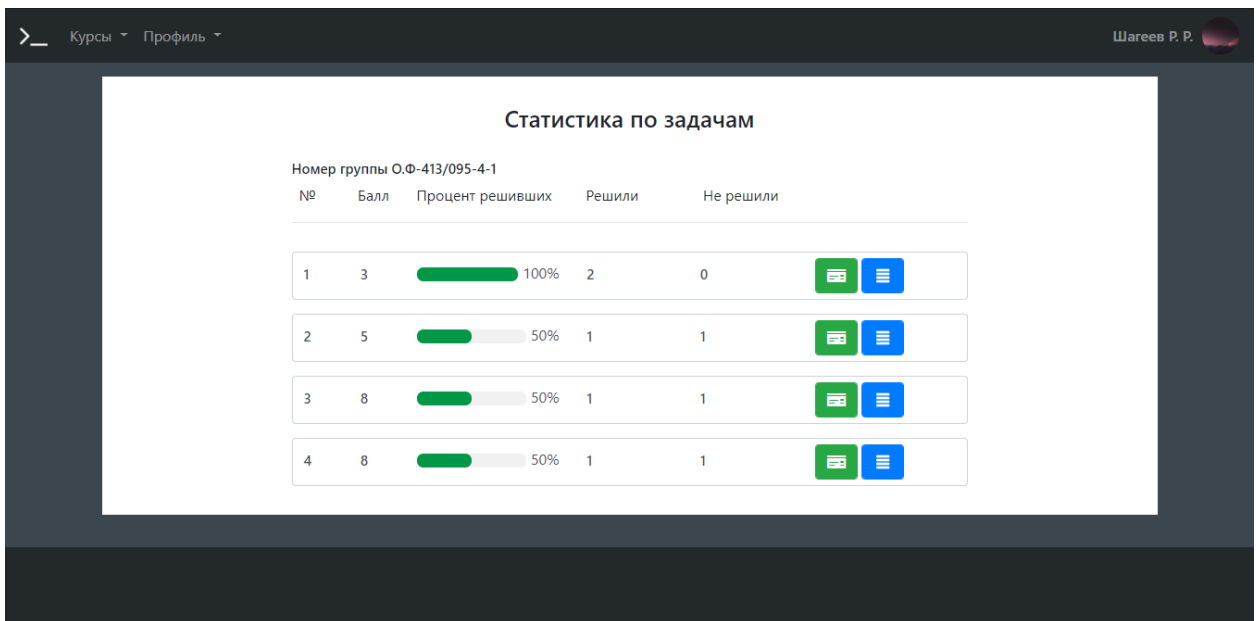 >_ Курсы Профиль Шагеев Р. Р.
Статистика по задачам
Номер группы О.Ф-413/095-4-1
№ Балл Процент решивших Решили Не решили
1 3 100% 2 0
2 5 50% 1 1
3 8 50% 1 1
4 8 50% 1 1